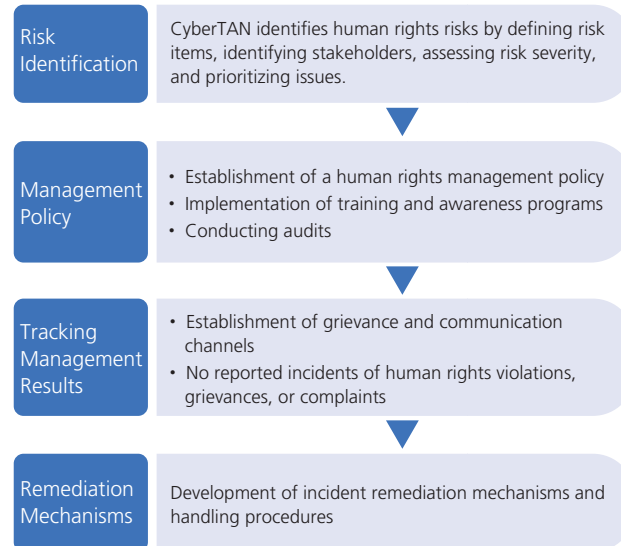 Risk
Identification
CyberTAN identifies human rights risks by defining risk
items, identifying stakeholders, assessing risk severity,
and prioritizing issues.
Management
Policy
• Establishment of a human rights management policy
• Implementation of training and awareness programs
• Conducting audits
Tracking
Management
Results
• Establishment of grievance and communication
channels
• No reported incidents of human rights violations,
grievances, or complaints
Remediation
Mechanisms
Development of incident remediation mechanisms and
handling procedures